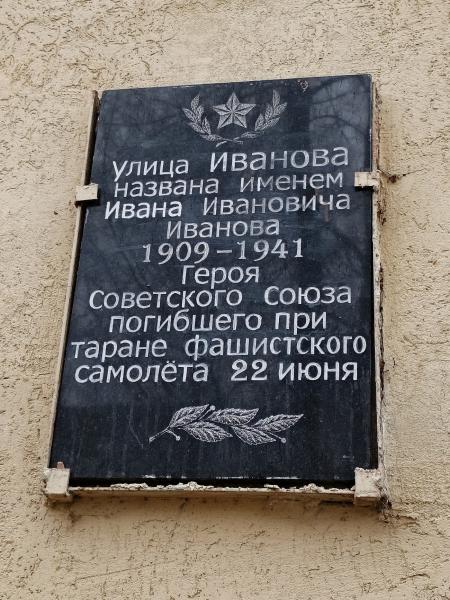 улица Иванова
названа именем
Ивана Ивановича
Иванова
1909-1941
Героя
Советского Союза
погибшего при
таране фашистского
самолёта 22 июня